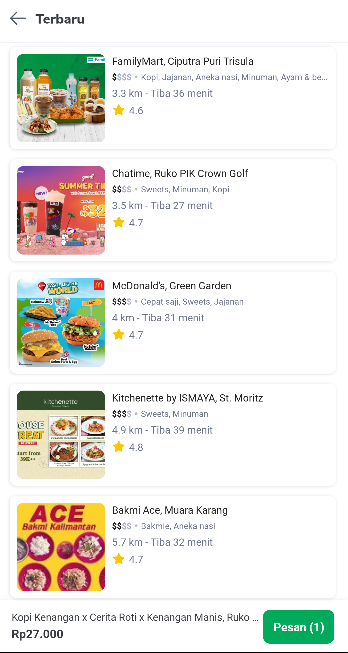 Terbaru
FamilyMart, Ciputra Puri Trisula
$$$$ • Kopi, Jajanan, Aneka nasi, Minuman, Ayam & be...
3.3 km - Tiba 36 menit
4.6
SUMMER
Chatime, Ruko PIK Crown Golf
$$$$ • Sweets, Minuman, Kopi
3.5 km - Tiba 27 menit
4.7
WORLD
McDonald's, Green Garden
$$$$ • Cepat saji, Sweets, Jajanan
4 km - Tiba 31 menit
4.7
kitchenette
Kitchenette by ISMAYA, St. Moritz
$$$$ • Sweets, Minuman
4.9 km - Tiba 39 menit
4.8
ACE
Bakmi Kalimantan
Bakmi Ace, Muara Karang
$$$$ • Bakmie, Aneka nasi
5.7 km - Tiba 32 menit
4.7
Kopi Kenangan x Cerita Roti x Kenangan Manis, Ruko ...
Rp27.000
Pesan (1)